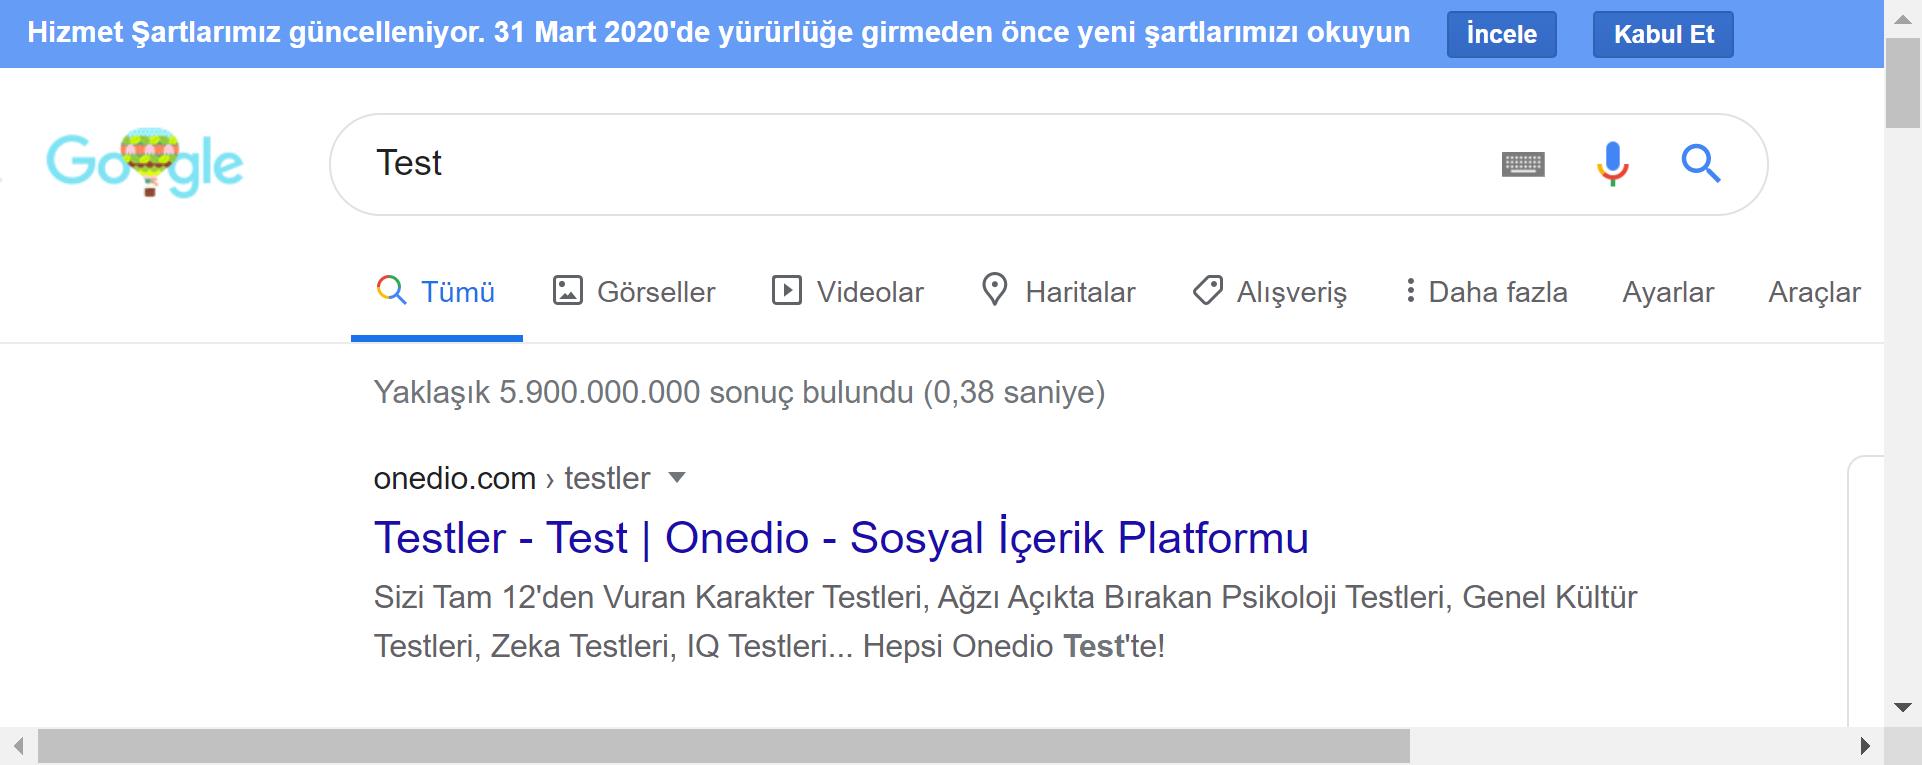 Hizmet Şartlarımız güncelleniyor. 31 Mart 2020'de yürürlüğe girmeden önce yeni şartlarımızı okuyun İncele Kabul Et
Google Test
Tümü Görseller Videolar Haritalar Alışveriş Daha fazla Ayarlar Araçlar
Yaklaşık 5.900.000.000 sonuç bulundu (0,38 saniye)
onedio.com › testler
Testler - Test | Onedio - Sosyal İçerik Platformu
Sizi Tam 12'den Vuran Karakter Testleri, Ağzı Açıkta Bırakan Psikoloji Testleri, Genel Kültür
Testleri, Zeka Testleri, IQ Testleri... Hepsi Onedio Test'te!